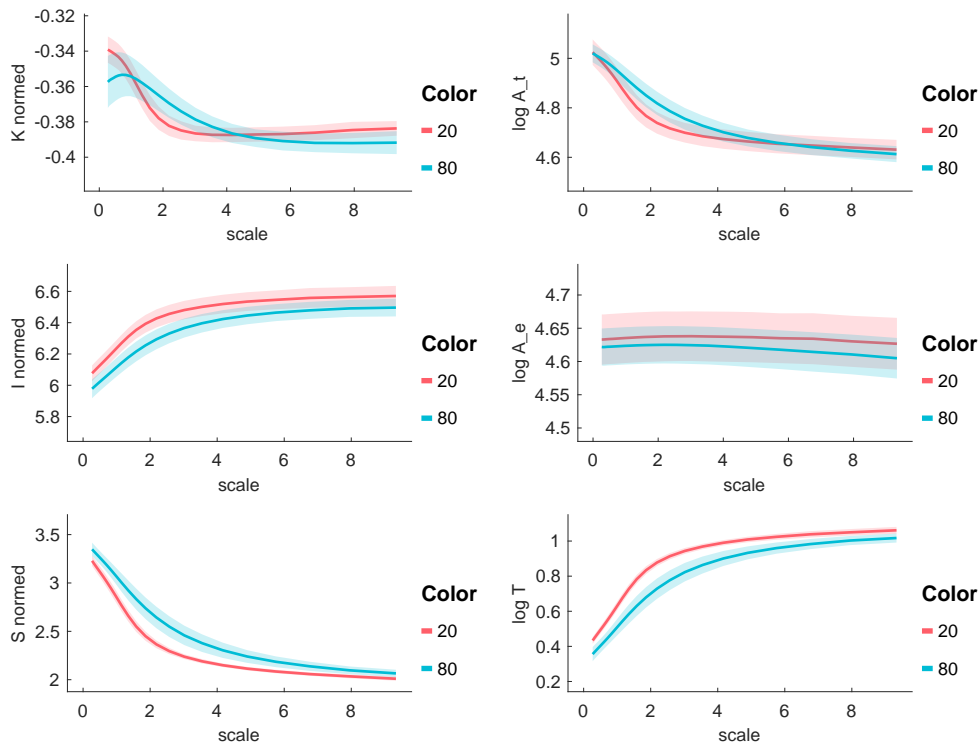 -0.32
-0.34
-0.36
-0.38
-0.4
K normed
0 2 4 6 8
scale
Color
20
80
5
4.8
4.6
log A_t
0 2 4 6 8
scale
Color
20
80
6.6
6.4
6.2
6
5.8
I normed
0 2 4 6 8
scale
Color
20
80
4.7
4.65
4.6
4.55
4.5
log A_e
0 2 4 6 8
scale
Color
20
80
3.5
3
2.5
2
S normed
0 2 4 6 8
scale
Color
20
80
1
0.8
0.6
0.4
0.2
log T
0 2 4 6 8
scale
Color
20
80